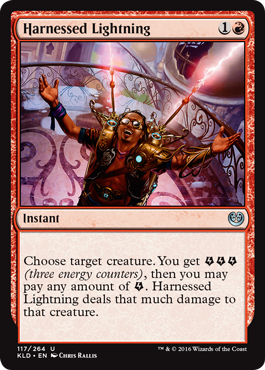 Harnessed Lightning 1
Instant
Choose target creature. You get
(three energy counters), then you may
pay any amount of . Harnessed
Lightning deals that much damage to
that creature.
117/264 U
KLD • EN CHRIS RALLIS
™ & © 2016 Wizards of the Coast